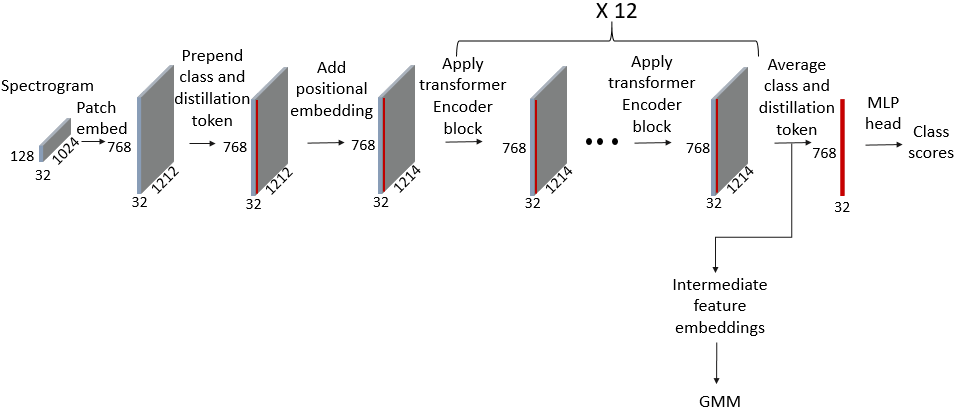 X 12
Spectrogram
128
32
1024
Patch
embed
768
32
1212
Prepend
class and
distillation
token
768
32
1212
Add
positional
embedding
768
32
1214
Apply
transformer
Encoder
block
768
32
1214
Apply
transformer
Encoder
block
768
32
1214
Average
class and
distillation
token
768
32
MLP
head
Class
scores
Intermediate
feature
embeddings
GMM